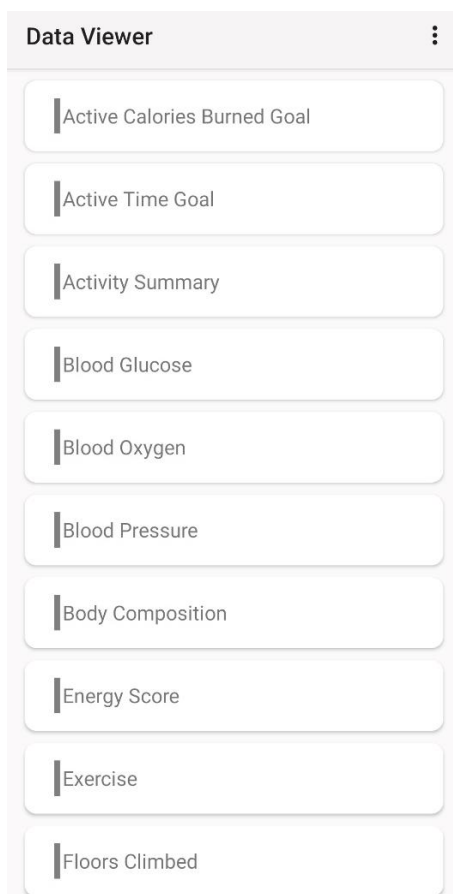 Data Viewer
Active Calories Burned Goal
Active Time Goal
Activity Summary
Blood Glucose
Blood Oxygen
Blood Pressure
Body Composition
Energy Score
Exercise
Floors Climbed